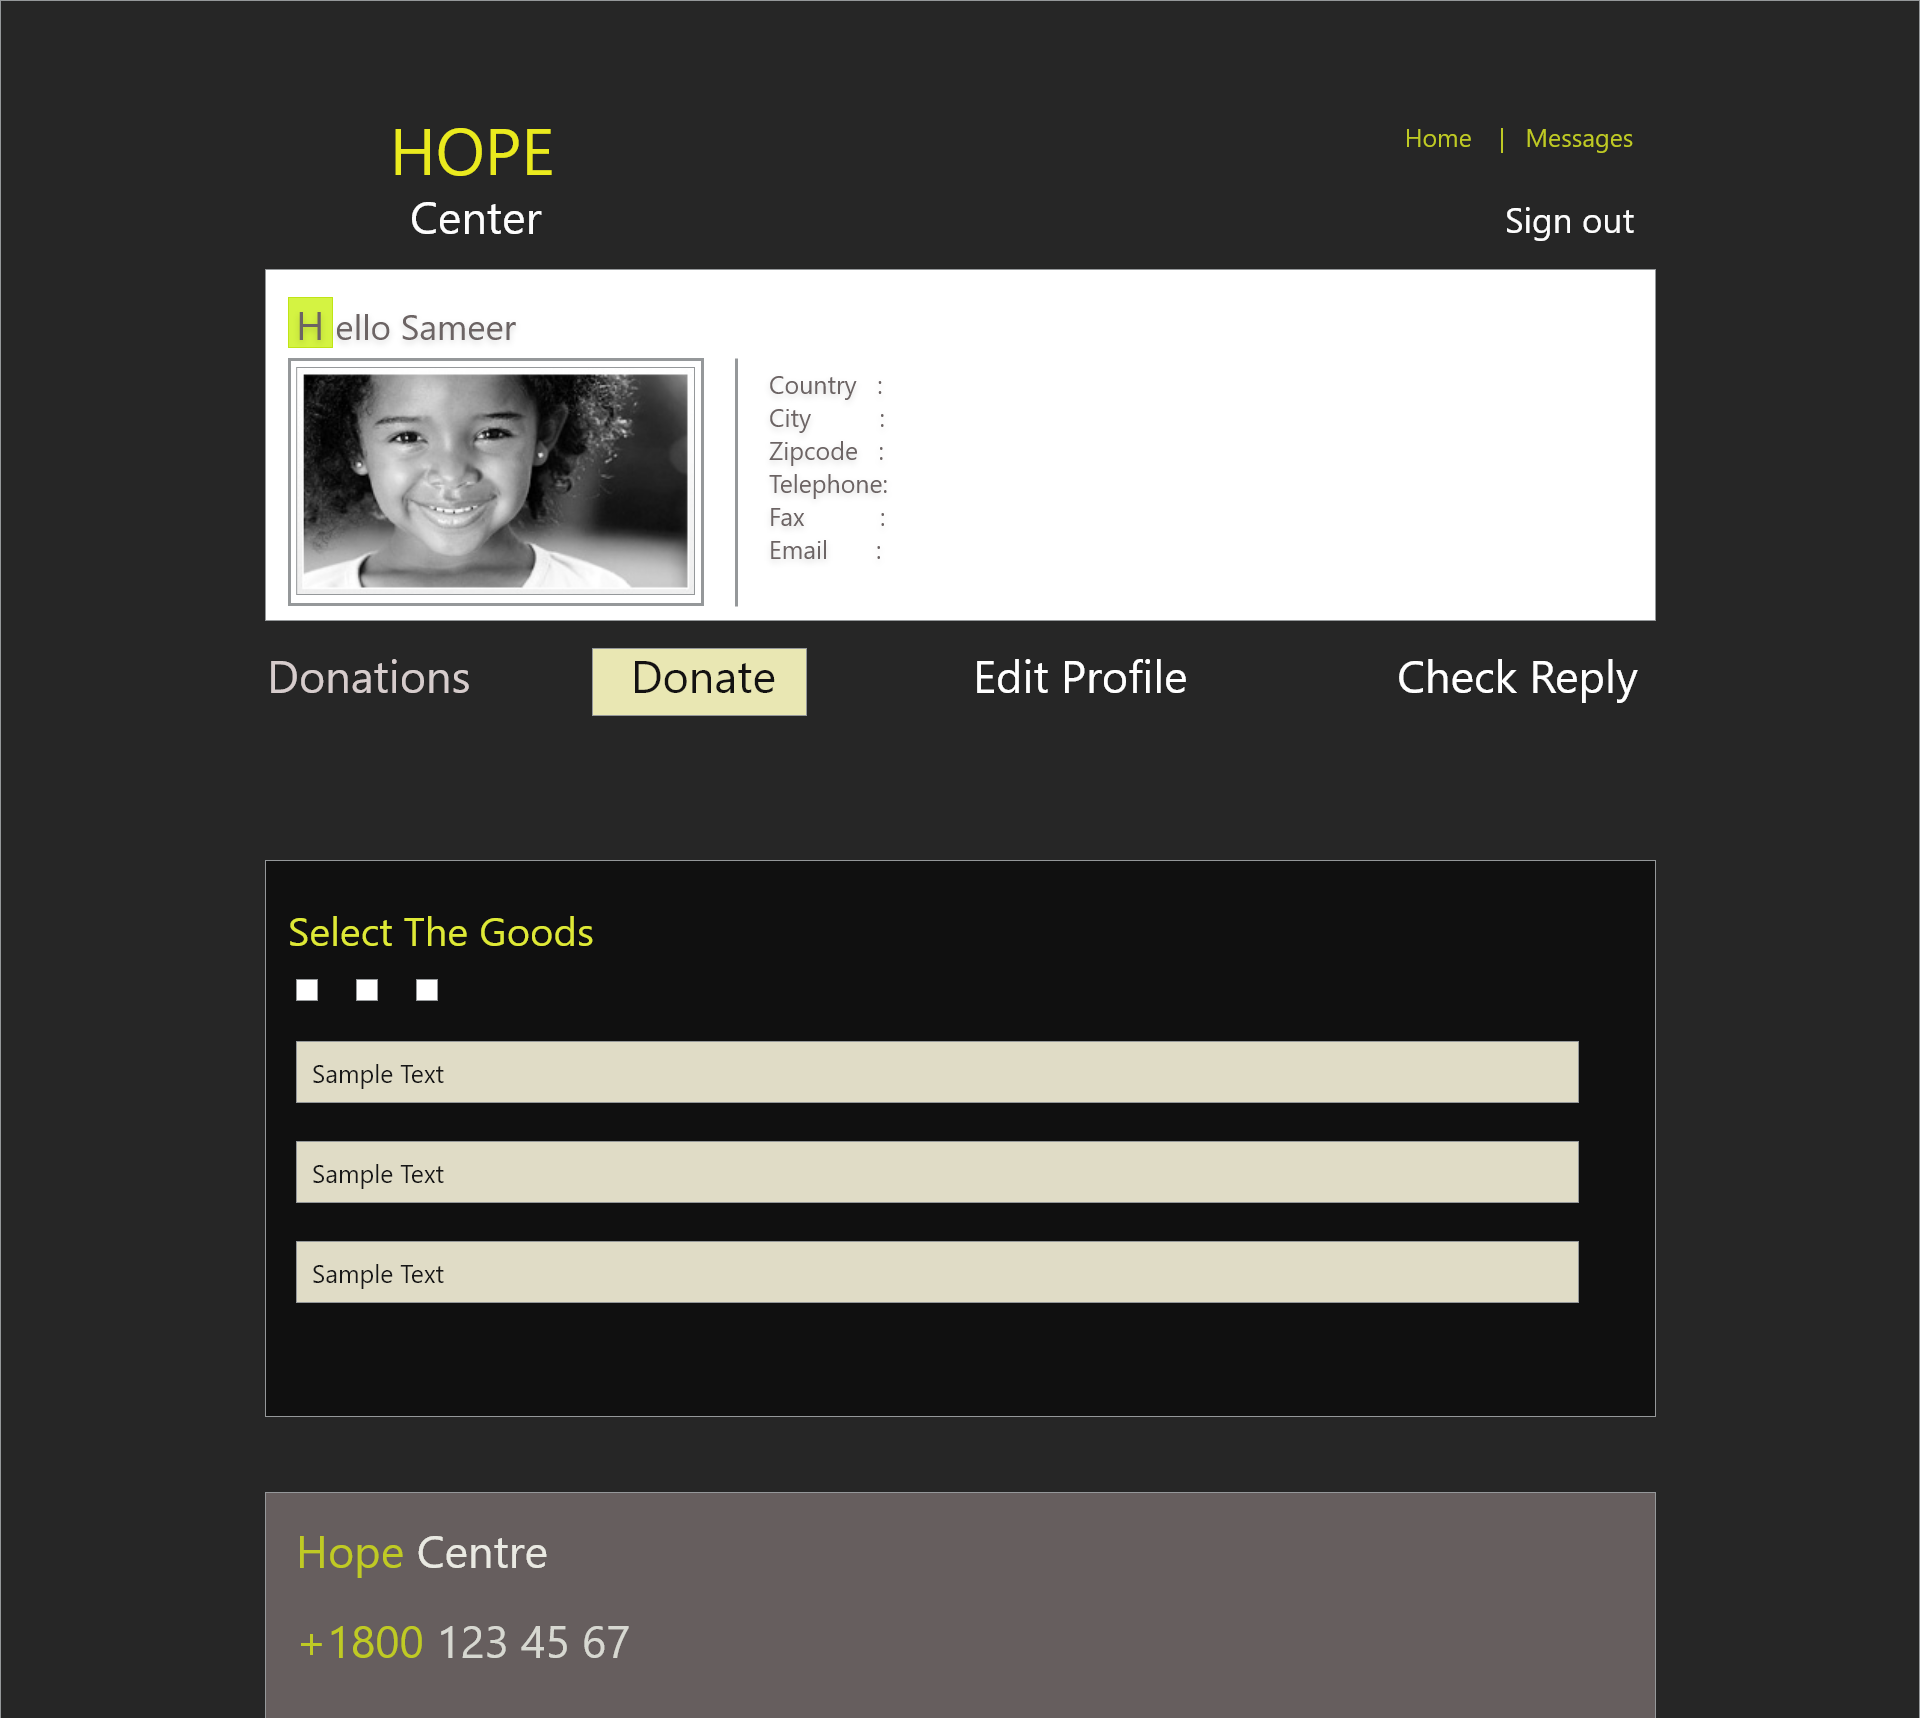 HOPE
Center
Home | Messages
Sign out
Hello Sameer
Country :
City :
Zipcode :
Telephone:
Fax :
Email :
Donations Donate Edit Profile Check Reply
Select The Goods
Sample Text
Sample Text
Sample Text
Hope Centre
+1800 123 45 67